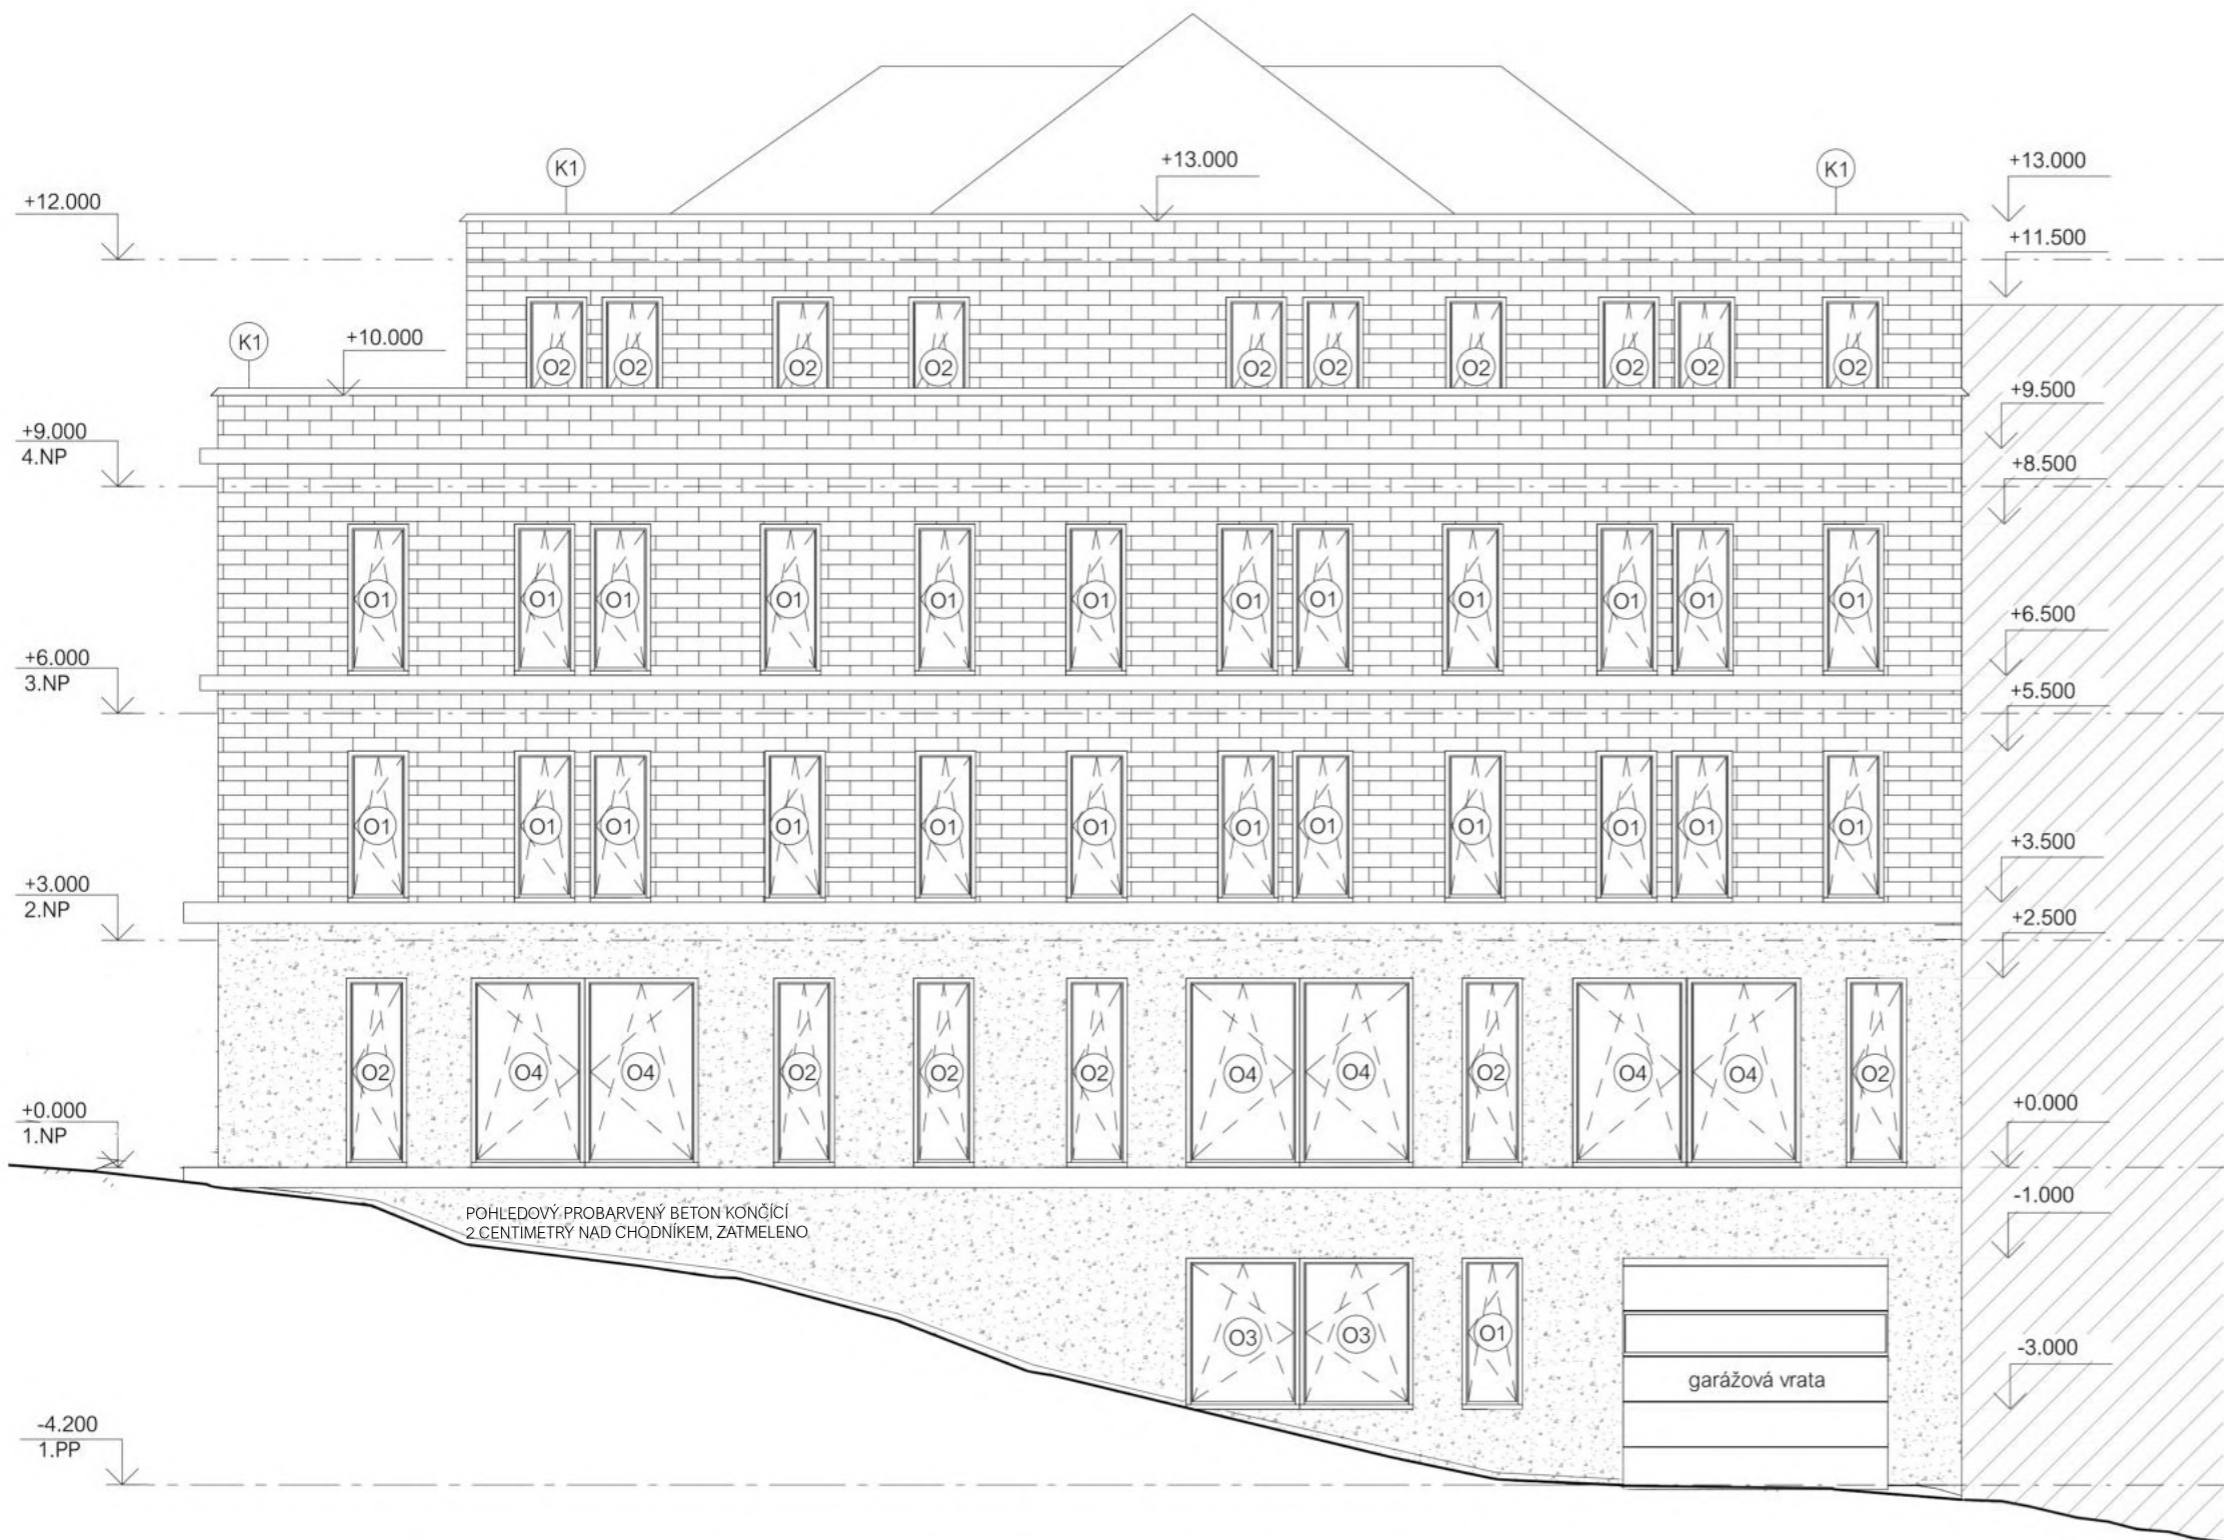 K1
+13.000
K1
+13.000
+12.000
+11.500
K1
+10.000
O2 O2 O2 O2 O2 O2 O2 O2 O2 O2
+9.500
+9.000
4.NP
+8.500
O1 O1 O1 O1 O1 O1 O1 O1 O1 O1 O1 O1
+6.500
+6.000
3.NP
+5.500
O1 O1 O1 O1 O1 O1 O1 O1 O1 O1 O1 O1
+3.500
+3.000
2.NP
+2.500
O2 O4 O4 O2 O2 O2 O4 O4 O2 O4 O4 O2
+0.000
1.NP
+0.000
-1.000
POHLEDOVÝ PROBARVENÝ BETON KONČÍCÍ
2 CENTIMETRY NAD CHODNÍKEM, ZATMELENO
O3 O3 O1
-3.000
garážová vrata
-4.200
1.PP